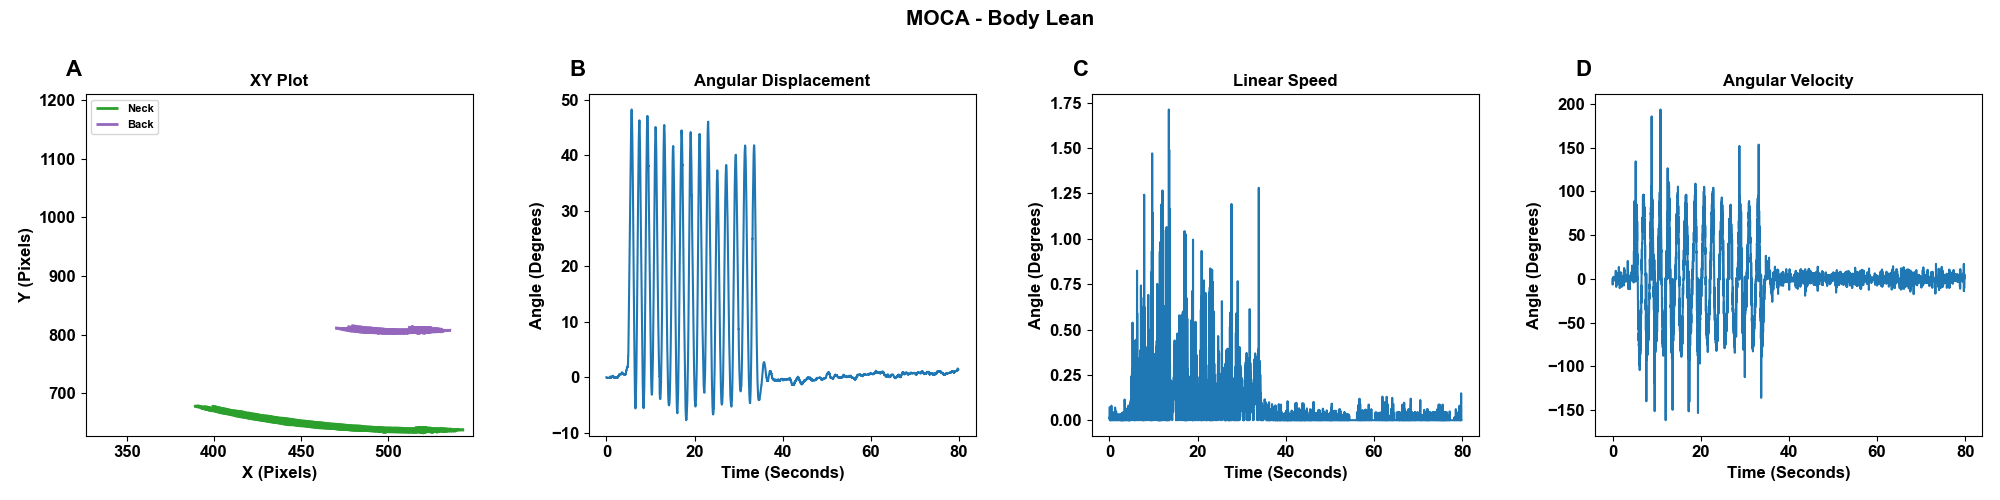 MOCA - Body Lean
A
XY Plot
Neck
Back
1200
1100
1000
900
800
700
Y (Pixels)
350
400
450
500
X (Pixels)
B
Angular Displacement
50
40
30
20
10
0
−10
Angle (Degrees)
0
20
40
60
80
Time (Seconds)
C
Linear Speed
1.75
1.50
1.25
1.00
0.75
0.50
0.25
0.00
Angle (Degrees)
0
20
40
60
80
Time (Seconds)
D
Angular Velocity
200
150
100
50
0
−50
−100
−150
Angle (Degrees)
0
20
40
60
80
Time (Seconds)